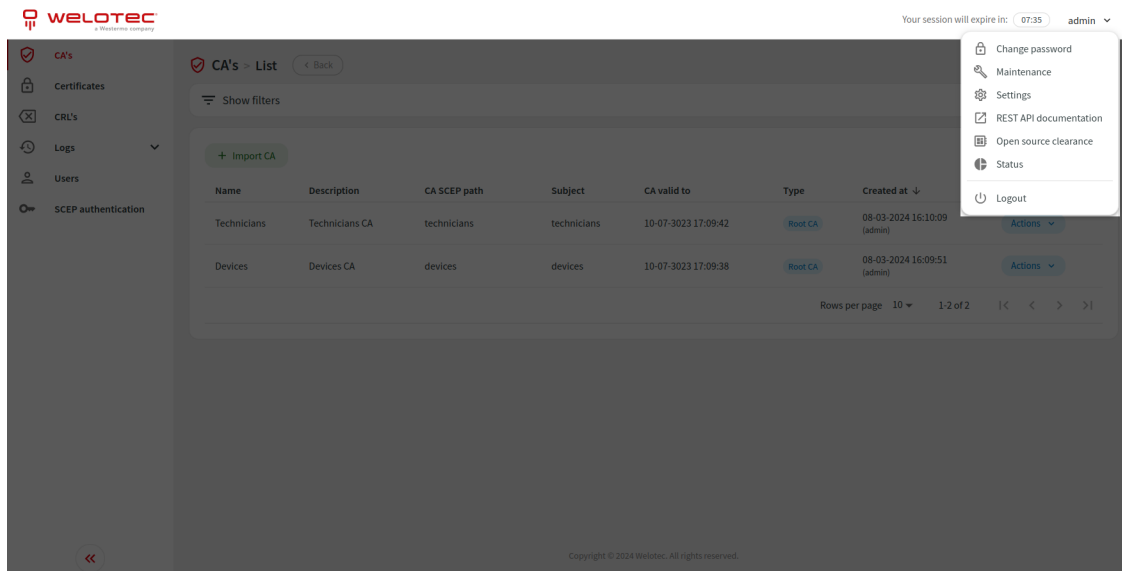 welotec
a Westermo company
Your session will expire in: 07:35 admin
Change password
Maintenance
Settings
REST API documentation
Open source clearance
Status
Logout
CA's
Certificates
CRL's
Logs
Users
SCEP authentication
CA's > List < Back
Show filters
+ Import CA
Name Description CA SCEP path Subject CA valid to Type Created at ↓
Technicians Technicians CA technicians technicians 10-07-3023 17:09:42 Root CA 08-03-2024 16:10:09 Actions
(admin)
Devices Devices CA devices devices 10-07-3023 17:09:38 Root CA 08-03-2024 16:09:51 Actions
(admin)
Rows per page 10 1-2 of 2
Copyright © 2024 Welotec. All rights reserved.